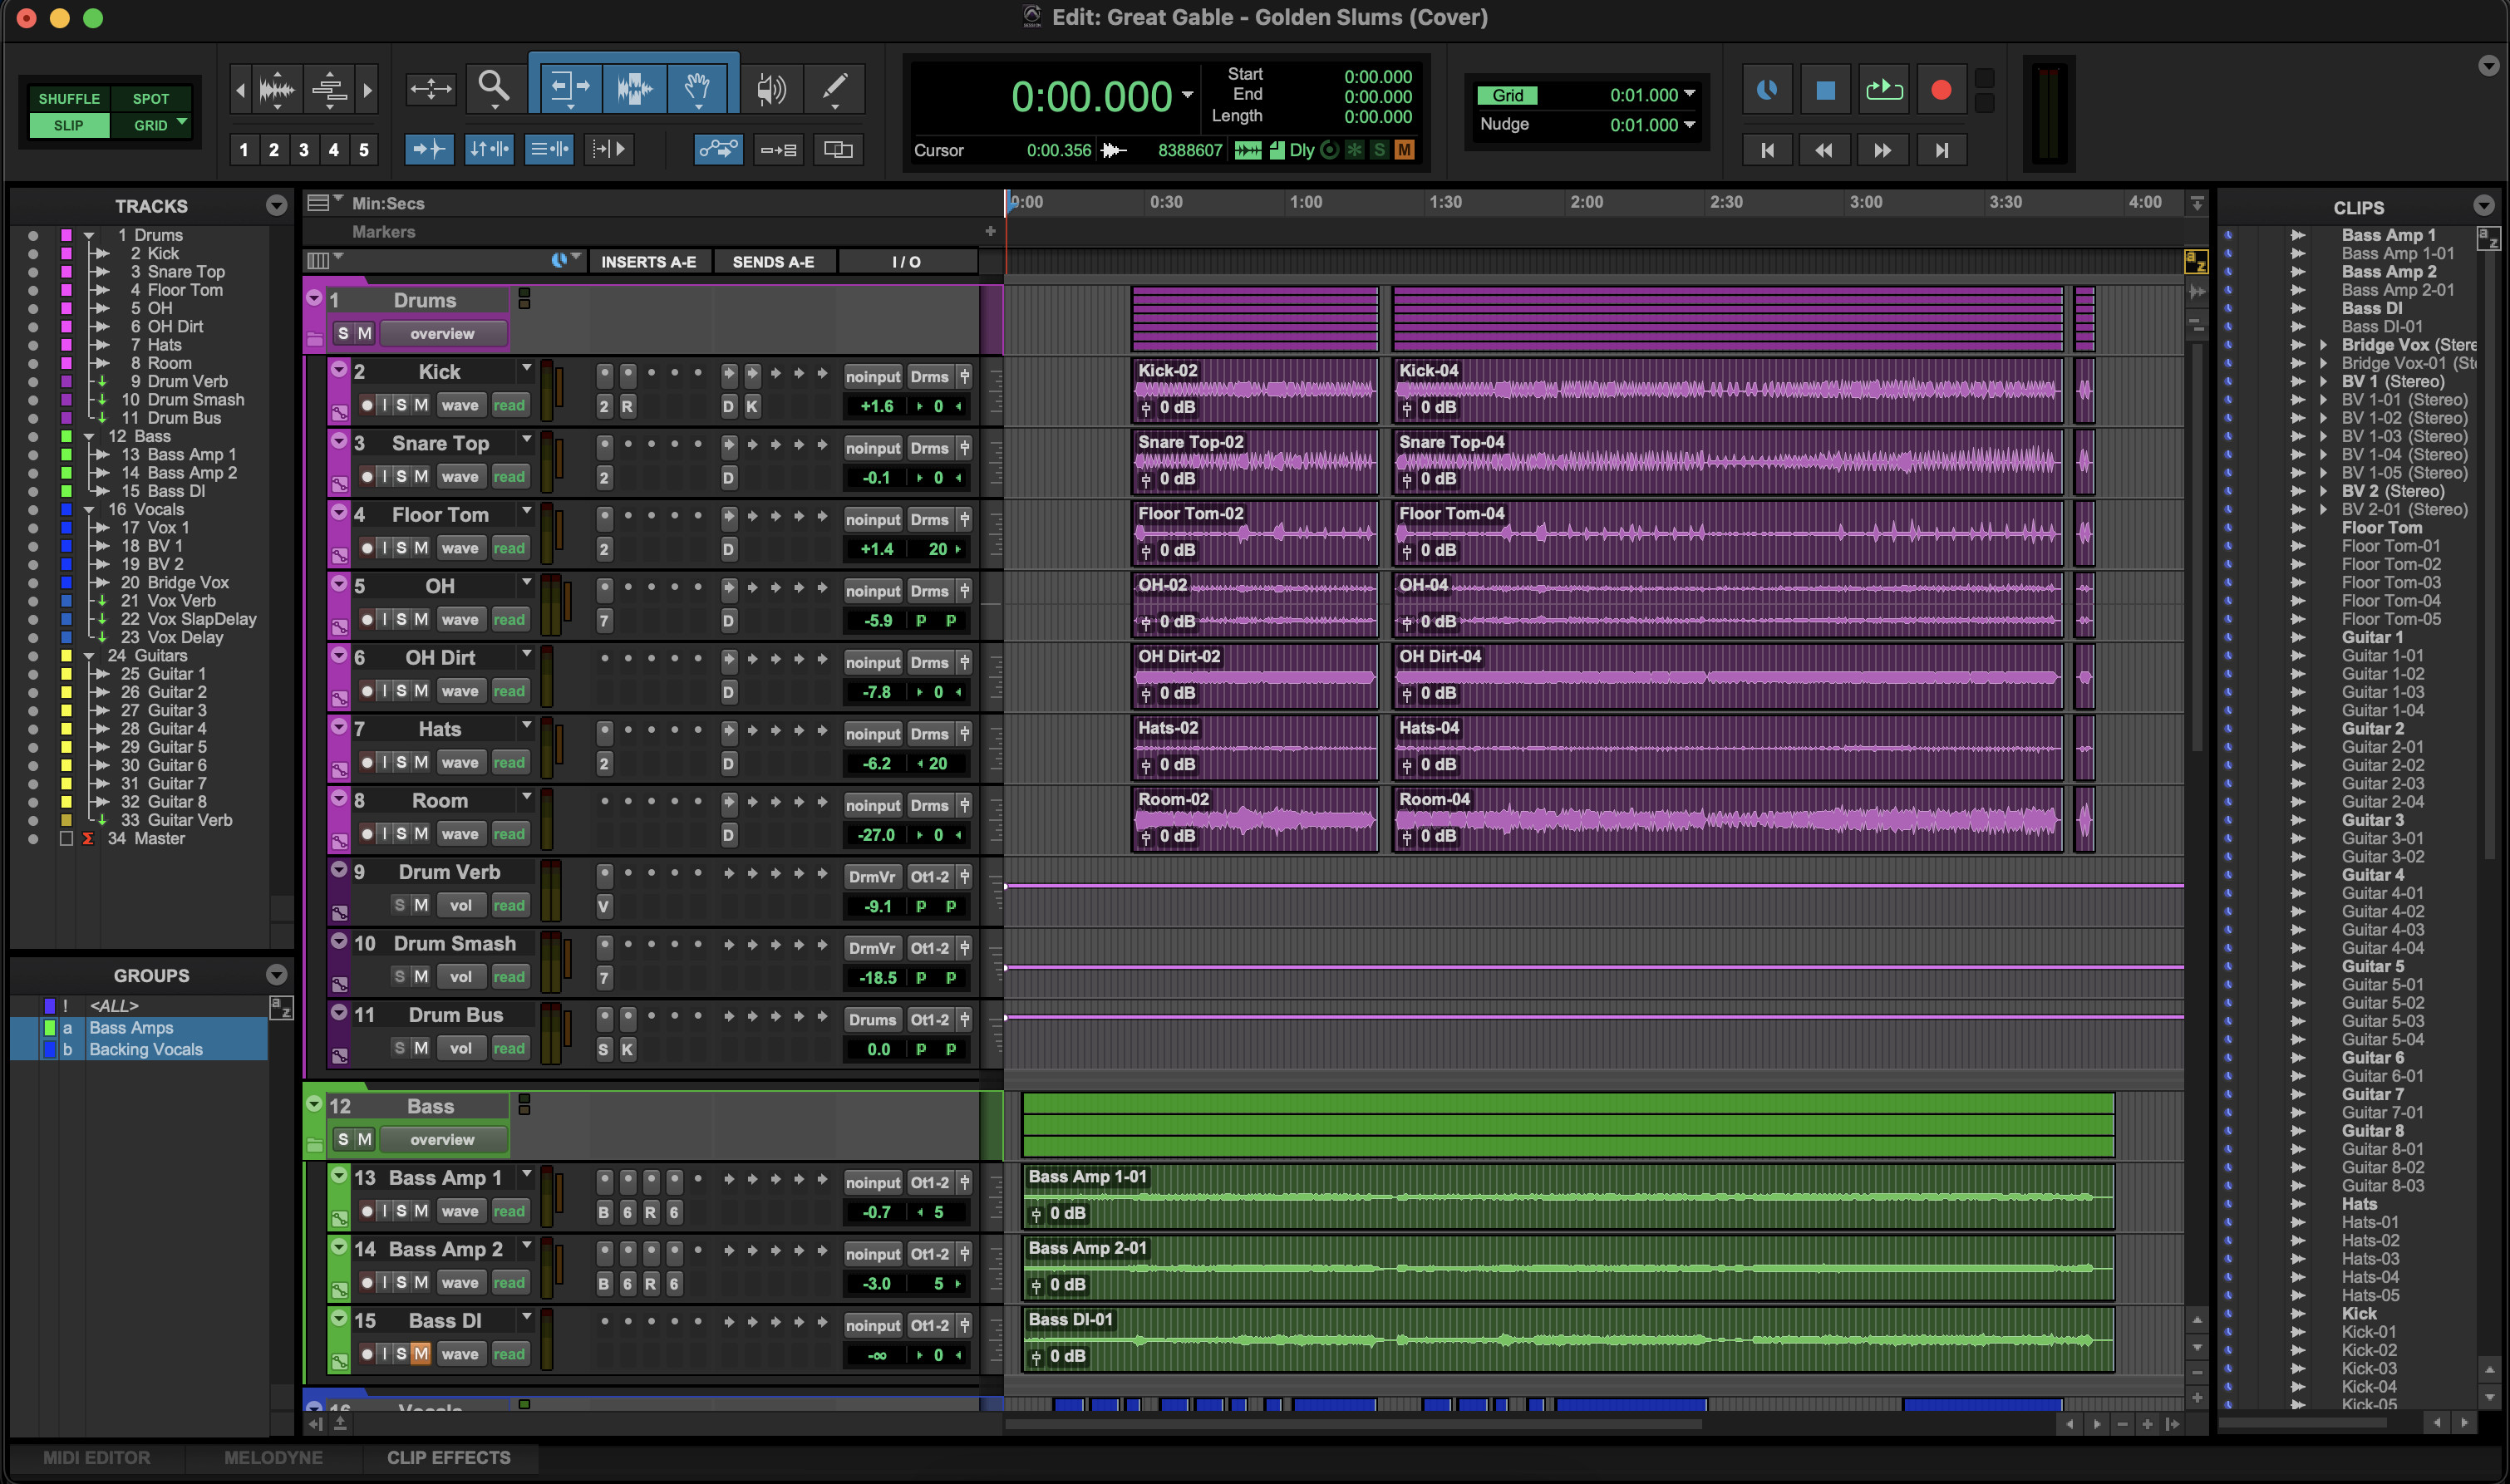 Edit: Great Gable - Golden Slums (Cover)
SHUFFLE SPOT
SLIP GRID
1 2 3 4 5
0:00.000
Start 0:00.000
End 0:00.000
Length 0:00.000
Cursor 0:00.356 8388607 Dly S M
Grid 0:01.000
Nudge 0:01.000
TRACKS
1 Drums
2 Kick
3 Snare Top
4 Floor Tom
5 OH
6 OH Dirt
7 Hats
8 Room
9 Drum Verb
10 Drum Smash
11 Drum Bus
12 Bass
13 Bass Amp 1
14 Bass Amp 2
15 Bass DI
16 Vocals
17 Vox 1
18 BV 1
19 BV 2
20 Bridge Vox
21 Vox Verb
22 Vox SlapDelay
23 Vox Delay
24 Guitars
25 Guitar 1
26 Guitar 2
27 Guitar 3
28 Guitar 4
29 Guitar 5
30 Guitar 6
31 Guitar 7
32 Guitar 8
33 Guitar Verb
Σ 34 Master
GROUPS
! <ALL>
a Bass Amps
b Backing Vocals
a z
Min:Secs 0:00 0:30 1:00 1:30 2:00 2:30 3:00 3:30 4:00
Markers
INSERTS A-E SENDS A-E I / O
a z
1 Drums
S M overview
2 Kick noinput Drms
I S M wave read 2 R D K +1.6 0
Kick-02 Kick-04
0 dB 0 dB
3 Snare Top noinput Drms
I S M wave read 2 D -0.1 0
Snare Top-02 Snare Top-04
0 dB 0 dB
4 Floor Tom noinput Drms
I S M wave read 2 D +1.4 20
Floor Tom-02 Floor Tom-04
0 dB 0 dB
5 OH noinput Drms
I S M wave read 7 D -5.9 P P
OH-02 OH-04
0 dB 0 dB
6 OH Dirt noinput Drms
I S M wave read D -7.8 0
OH Dirt-02 OH Dirt-04
0 dB 0 dB
7 Hats noinput Drms
I S M wave read 2 D -6.2 20
Hats-02 Hats-04
0 dB 0 dB
8 Room noinput Drms
I S M wave read D -27.0 0
Room-02 Room-04
0 dB 0 dB
9 Drum Verb DrmVr Ot1-2
S M vol read V -9.1 P P
10 Drum Smash DrmVr Ot1-2
S M vol read 7 -18.5 P P
11 Drum Bus Drums Ot1-2
S M vol read S K 0.0 P P
12 Bass
S M overview
13 Bass Amp 1 noinput Ot1-2
I S M wave read B 6 R 6 -0.7 5
Bass Amp 1-01
0 dB
14 Bass Amp 2 noinput Ot1-2
I S M wave read B 6 R 6 -3.0 5
Bass Amp 2-01
0 dB
15 Bass DI noinput Ot1-2
I S M wave read -∞ 0
Bass DI-01
0 dB
16 Vocals
CLIPS
a z
Bass Amp 1
Bass Amp 1-01
Bass Amp 2
Bass Amp 2-01
Bass DI
Bass DI-01
Bridge Vox (Stere
Bridge Vox-01 (St
BV 1 (Stereo)
BV 1-01 (Stereo)
BV 1-02 (Stereo)
BV 1-03 (Stereo)
BV 1-04 (Stereo)
BV 1-05 (Stereo)
BV 2 (Stereo)
BV 2-01 (Stereo)
Floor Tom
Floor Tom-01
Floor Tom-02
Floor Tom-03
Floor Tom-04
Floor Tom-05
Guitar 1
Guitar 1-01
Guitar 1-02
Guitar 1-03
Guitar 1-04
Guitar 2
Guitar 2-01
Guitar 2-02
Guitar 2-03
Guitar 2-04
Guitar 3
Guitar 3-01
Guitar 3-02
Guitar 4
Guitar 4-01
Guitar 4-02
Guitar 4-03
Guitar 4-04
Guitar 5
Guitar 5-01
Guitar 5-02
Guitar 5-03
Guitar 5-04
Guitar 6
Guitar 6-01
Guitar 7
Guitar 7-01
Guitar 8
Guitar 8-01
Guitar 8-02
Guitar 8-03
Hats
Hats-01
Hats-02
Hats-03
Hats-04
Hats-05
Kick
Kick-01
Kick-02
Kick-03
Kick-04
Kick-05
MIDI EDITOR MELODYNE CLIP EFFECTS